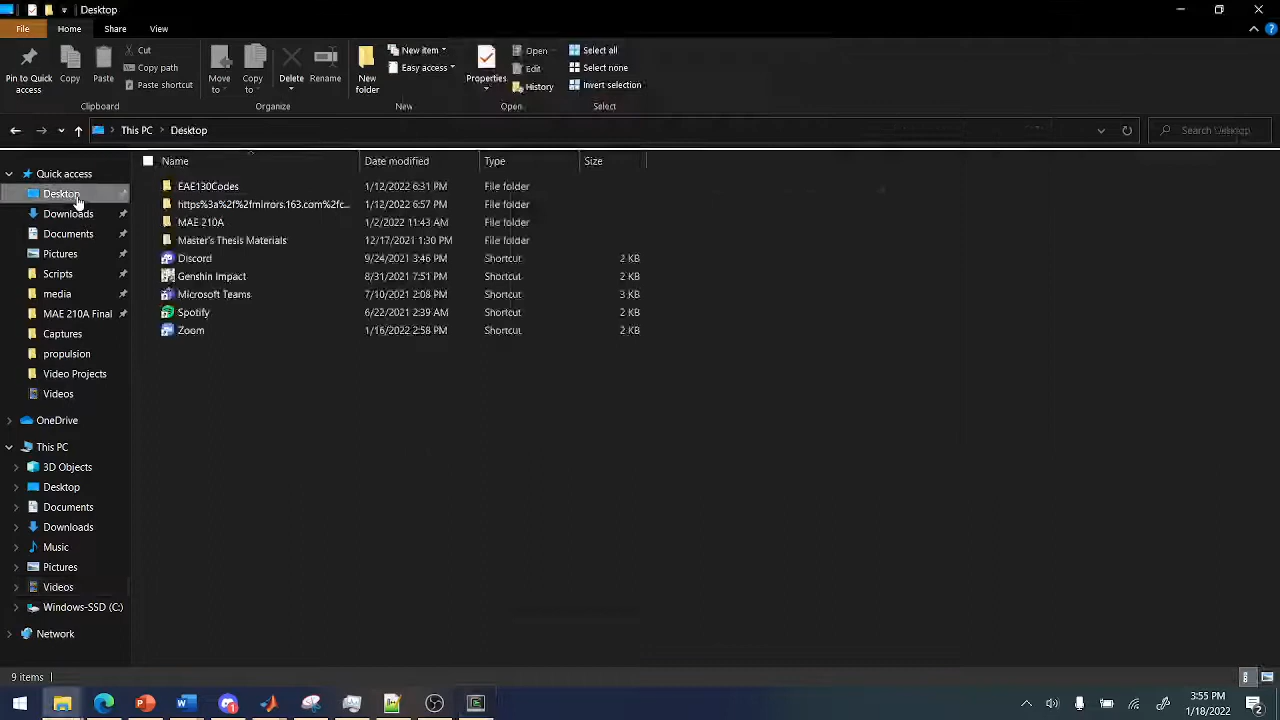 Desktop
File Home Share View
Pin to Quick access
Copy
Paste
Cut
Copy path
Paste shortcut
Clipboard
Move to
Copy to
Delete
Rename
Organize
New folder
New item
Easy access
New
Properties
Open
Edit
History
Open
Select all
Select none
Invert selection
Select
This PC > Desktop
Search Desktop
Name Date modified Type Size
Quick access
Desktop
Downloads
Documents
Pictures
Scripts
media
MAE 210A Final
Captures
propulsion
Video Projects
Videos
OneDrive
This PC
3D Objects
Desktop
Documents
Downloads
Music
Pictures
Videos
Windows-SSD (C:)
Network
EAE130Codes 1/12/2022 6:31 PM File folder
https%3a%2f%2fmirrors.163.com%2fc... 1/12/2022 6:57 PM File folder
MAE 210A 1/2/2022 11:43 AM File folder
Master's Thesis Materials 12/17/2021 1:30 PM File folder
Discord 9/24/2021 3:46 PM Shortcut 2 KB
Genshin Impact 8/31/2021 7:51 PM Shortcut 2 KB
Microsoft Teams 7/10/2021 2:08 PM Shortcut 3 KB
Spotify 6/22/2021 2:39 AM Shortcut 2 KB
Zoom 1/16/2022 2:58 PM Shortcut 2 KB
9 items
3:55 PM
1/18/2022
2